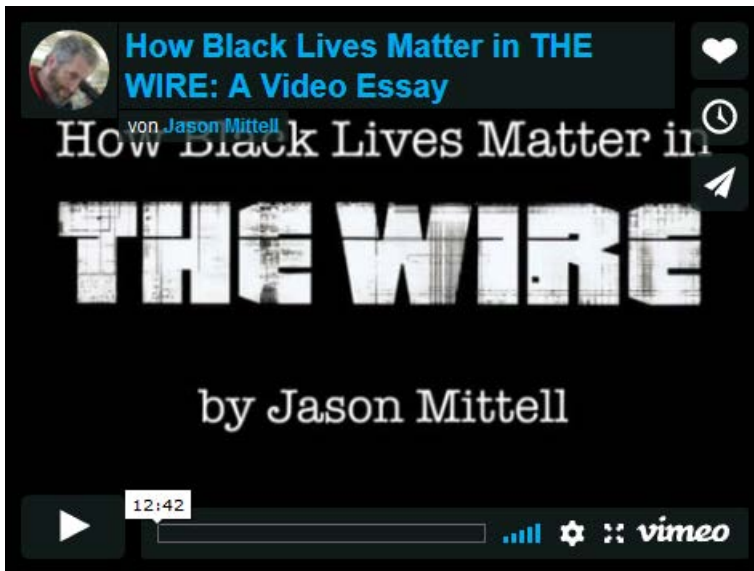 How Black Lives Matter in THE
WIRE: A Video Essay
von Jason Mittell
How Black Lives Matter in
THE WIRE
by Jason Mittell
12:42
vimeo